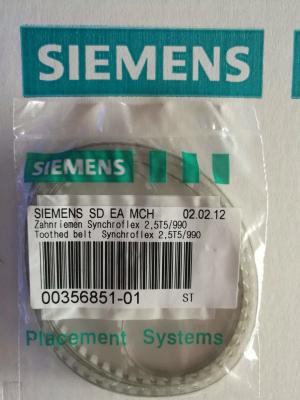 SIEMENS
SIEMENS
SIEMENS SD EA MCH 02.02.12
Zahnriemen Synchroflex 2,5T5/990
Toothed belt Synchroflex 2,5T5/990
00356851-01 ST
Placement Systems